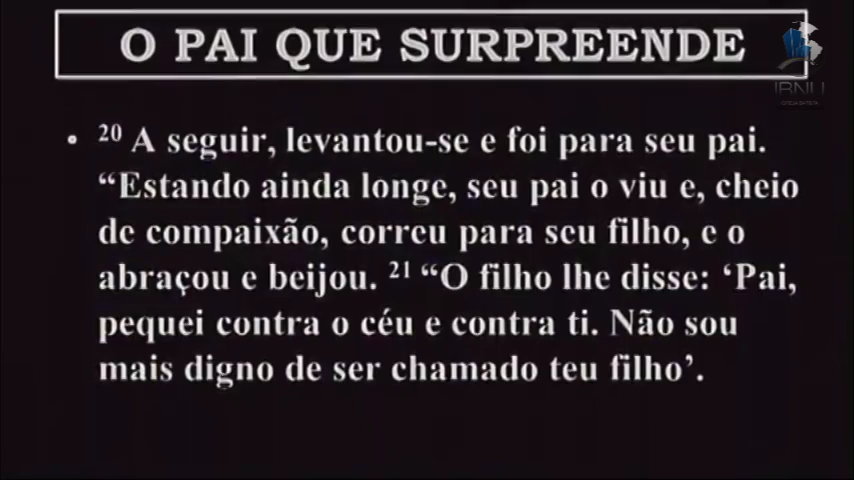 O PAI QUE SURPREENDE
• ²⁰ A seguir, levantou-se e foi para seu pai.
“Estando ainda longe, seu pai o viu e, cheio
de compaixão, correu para seu filho, e o
abraçou e beijou. ²¹ “O filho lhe disse: ‘Pai,
pequei contra o céu e contra ti. Não sou
mais digno de ser chamado teu filho’.